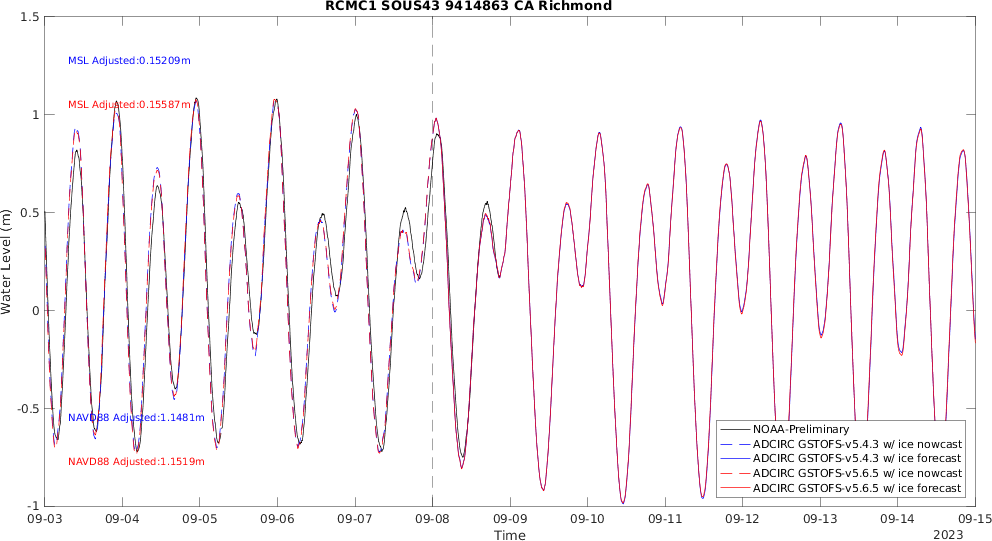 RCMC1 SOUS43 9414863 CA Richmond
1.5
MSL Adjusted:0.15209m
MSL Adjusted:0.15587m
1
0.5
Water Level (m)
0
-0.5
NAVD88 Adjusted:1.1481m
NAVD88 Adjusted:1.1519m
NOAA-Preliminary
ADCIRC GSTOFS-v5.4.3 w/ ice nowcast
ADCIRC GSTOFS-v5.4.3 w/ ice forecast
ADCIRC GSTOFS-v5.6.5 w/ ice nowcast
ADCIRC GSTOFS-v5.6.5 w/ ice forecast
-1
09-03 09-04 09-05 09-06 09-07 09-08 09-09 09-10 09-11 09-12 09-13 09-14 09-15
Time
2023